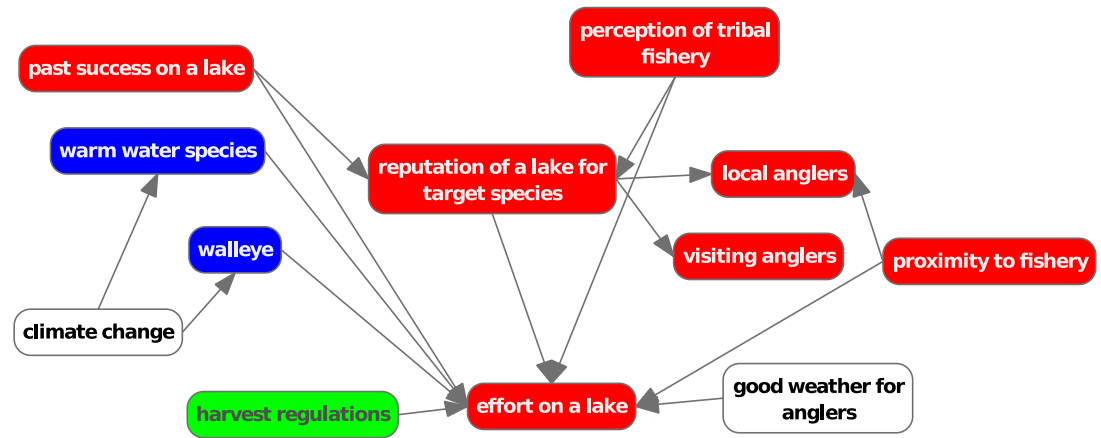 perception of tribal
fishery
past success on a lake
warm water species
reputation of a lake for
target species
local anglers
walleye
visiting anglers
proximity to fishery
climate change
good weather for
anglers
harvest regulations
effort on a lake